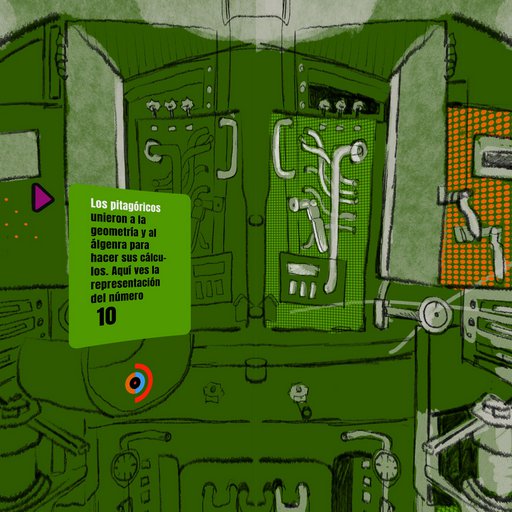 Los pitagóricos
unieron a la
geometría y al
álgenra para
hacer sus cálcu-
los. Aquí ves la
representación
del número
10